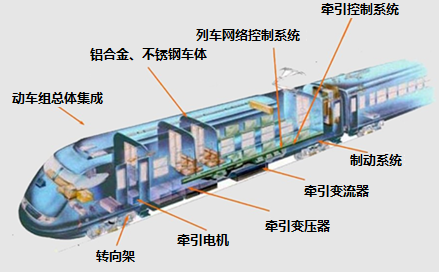 牵引控制系统
列车网络控制系统
铝合金、不锈钢车体
动车组总体集成
制动系统
牵引变流器
牵引变压器
牵引电机
转向架